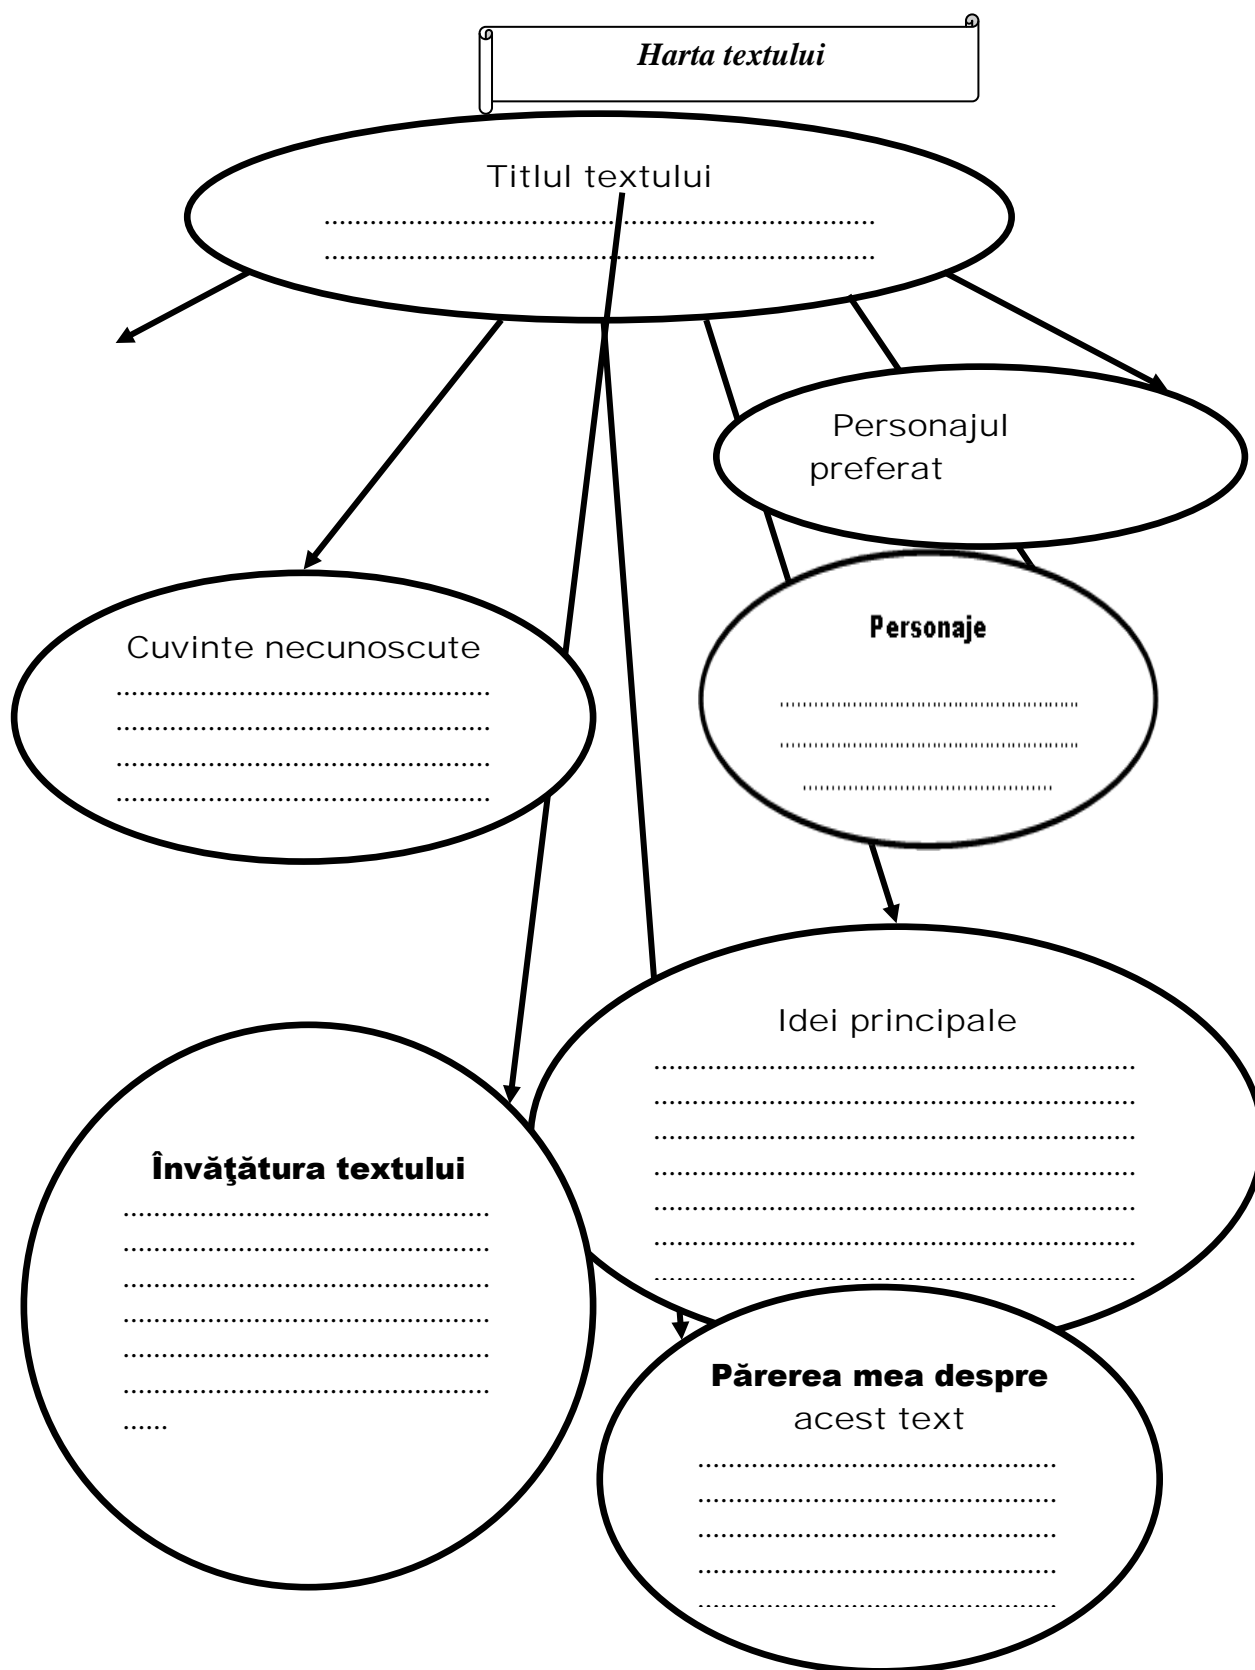 Harta textului
Titlul textului
................................................................................
................................................................................
Personajul
preferat
Personaje
................................................................
................................................................
......................................................
Cuvinte necunoscute
......................................................
......................................................
......................................................
......................................................
Idei principale
......................................................................
......................................................................
......................................................................
......................................................................
......................................................................
......................................................................
......................................................................
Învăţătura textului
.....................................................
.....................................................
.....................................................
.....................................................
.....................................................
.....................................................
......
Părerea mea despre
acest text
....................................................
....................................................
....................................................
....................................................
....................................................